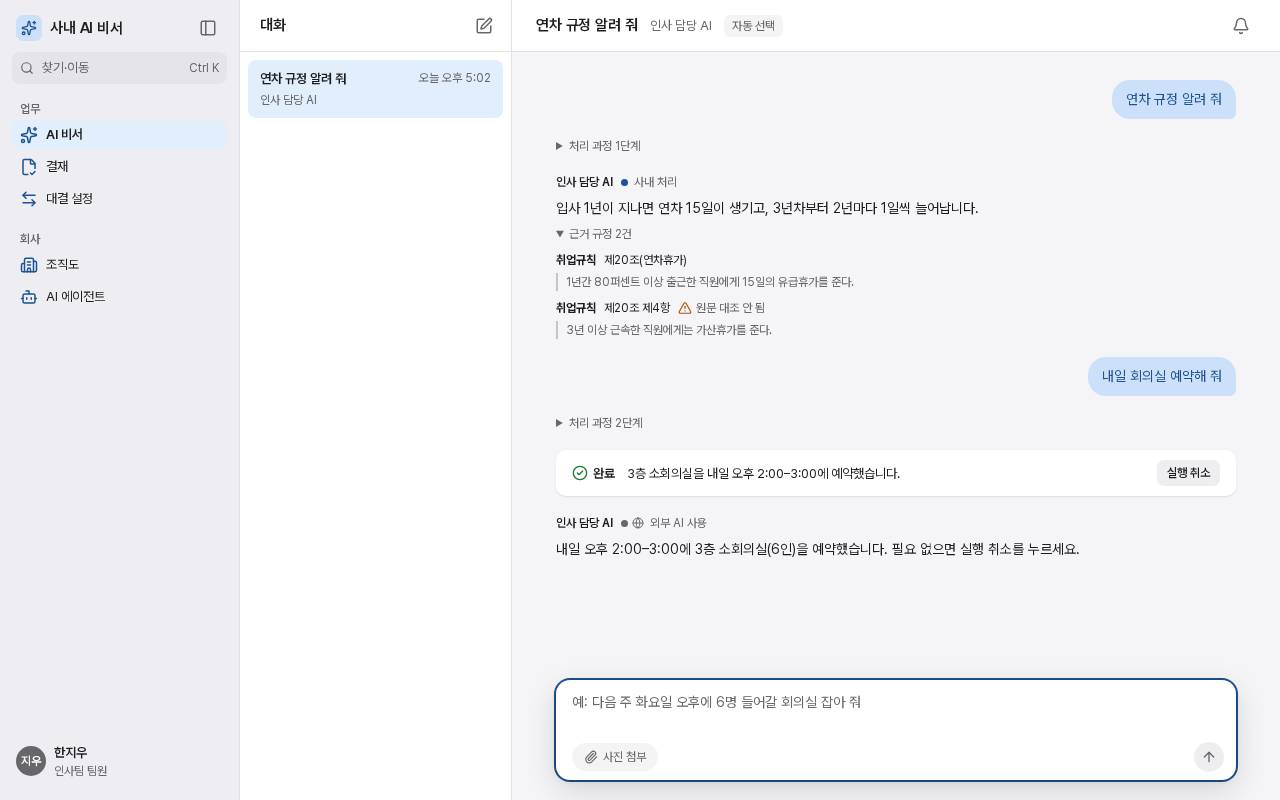 사내 AI 비서
찾기·이동 Ctrl K
업무
AI 비서
결재
대결 설정
회사
조직도
AI 에이전트
지우
한지우
인사팀 팀원
대화
연차 규정 알려 줘 오늘 오후 5:02
인사 담당 AI
연차 규정 알려 줘 인사 담당 AI 자동 선택
연차 규정 알려 줘
처리 과정 1단계
인사 담당 AI 사내 처리
입사 1년이 지나면 연차 15일이 생기고, 3년차부터 2년마다 1일씩 늘어납니다.
근거 규정 2건
취업규칙 제20조(연차휴가)
1년간 80퍼센트 이상 출근한 직원에게 15일의 유급휴가를 준다.
취업규칙 제20조 제4항 원문 대조 안 됨
3년 이상 근속한 직원에게는 가산휴가를 준다.
내일 회의실 예약해 줘
처리 과정 2단계
완료 3층 소회의실을 내일 오후 2:00–3:00에 예약했습니다. 실행 취소
인사 담당 AI 외부 AI 사용
내일 오후 2:00–3:00에 3층 소회의실(6인)을 예약했습니다. 필요 없으면 실행 취소를 누르세요.
예: 다음 주 화요일 오후에 6명 들어갈 회의실 잡아 줘
사진 첨부